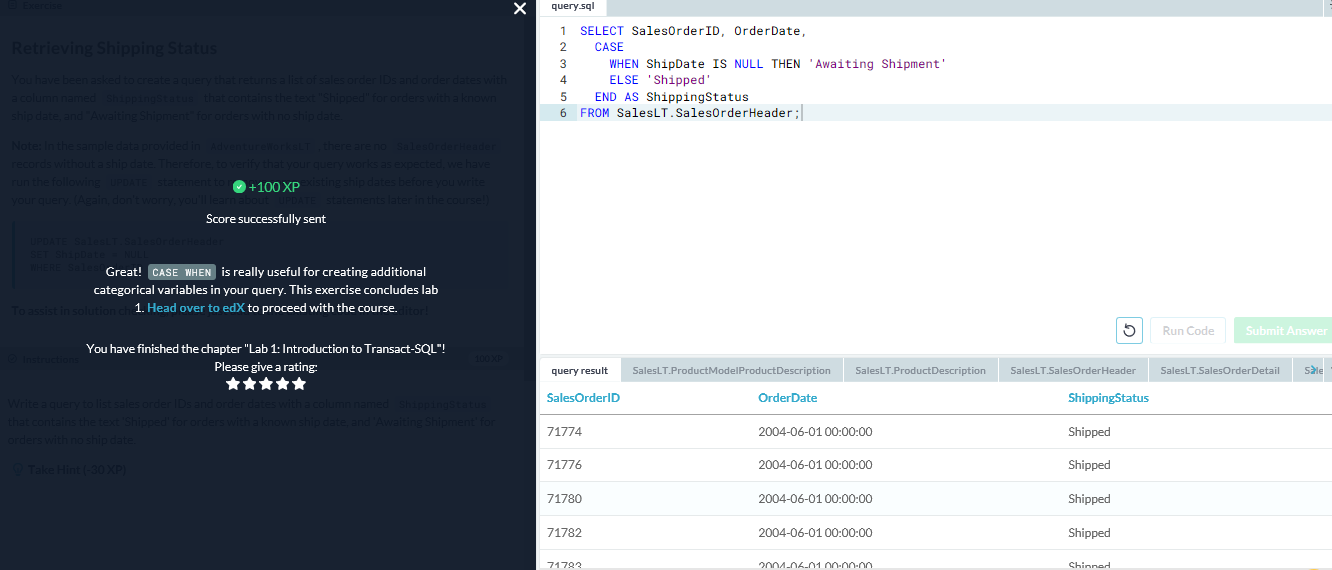 Exercise
Retrieving Shipping Status
You have been asked to create a query that returns a list of sales order IDs and order dates with
a column named ShippingStatus that contains the text "Shipped" for orders with a known
ship date, and "Awaiting Shipment" for orders with no ship date.
Note: In the sample data provided in AdventureWorksLT, there are no SalesOrderHeader
records without a ship date. Therefore, to verify that your query works as expected, we have
run the following UPDATE statement to existing ship dates before you write
your query. (Again, don't worry, you'll learn about UPDATE statements later in the course!)
UPDATE SalesLT.SalesOrderHeader
SET ShipDate = NULL
WHERE
To assist in solution
Instructions
100 XP
Write a query to list sales order IDs and order dates with a column named ShippingStatus
that contains the text 'Shipped' for orders with a known ship date, and 'Awaiting Shipment' for
orders with no ship date.
Take Hint (-30 XP)
+100 XP
Score successfully sent
Great! CASE WHEN is really useful for creating additional
categorical variables in your query. This exercise concludes lab
1. Head over to edX to proceed with the course.
You have finished the chapter "Lab 1: Introduction to Transact-SQL"!
Please give a rating:
query.sql
1 SELECT SalesOrderID, OrderDate,
2 CASE
3 WHEN ShipDate IS NULL THEN 'Awaiting Shipment'
4 ELSE 'Shipped'
5 END AS ShippingStatus
6 FROM SalesLT.SalesOrderHeader;
Run Code
Submit Answer
query result SalesLT.ProductModelProductDescription SalesLT.ProductDescription SalesLT.SalesOrderHeader SalesLT.SalesOrderDetail
SalesOrderID OrderDate ShippingStatus
71774 2004-06-01 00:00:00 Shipped
71776 2004-06-01 00:00:00 Shipped
71780 2004-06-01 00:00:00 Shipped
71782 2004-06-01 00:00:00 Shipped
71783 2004-06-01 00:00:00 Shipped